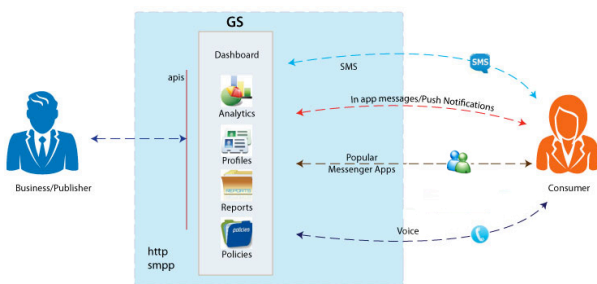 GS
Dashboard
apis
SMS
SMS
In app messages/Push Notifications
Analytics
Profiles
Popular
Messenger Apps
Business/Publisher
Consumer
REPORTS
Reports
Voice
policies
Policies
http
smpp